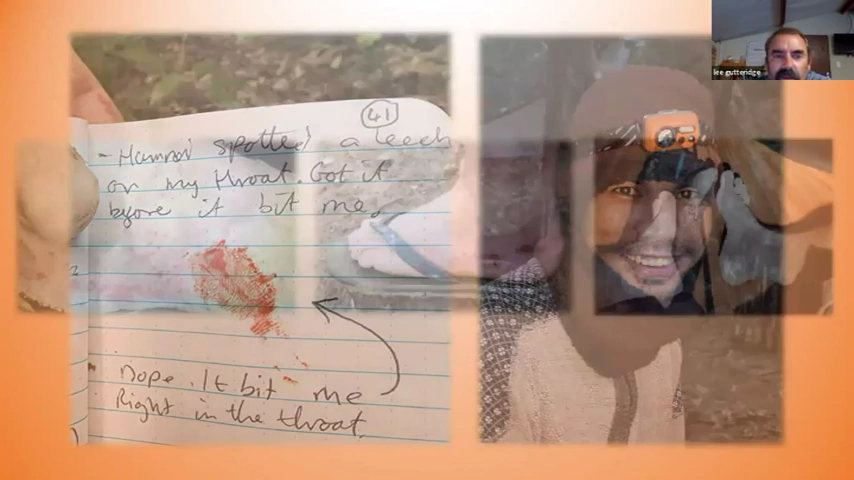 41
- Hamnoi spotted a leech
on my throat. Got it
before it bit me.
Nope. It bit me
Right in the throat.
lee gutteridge